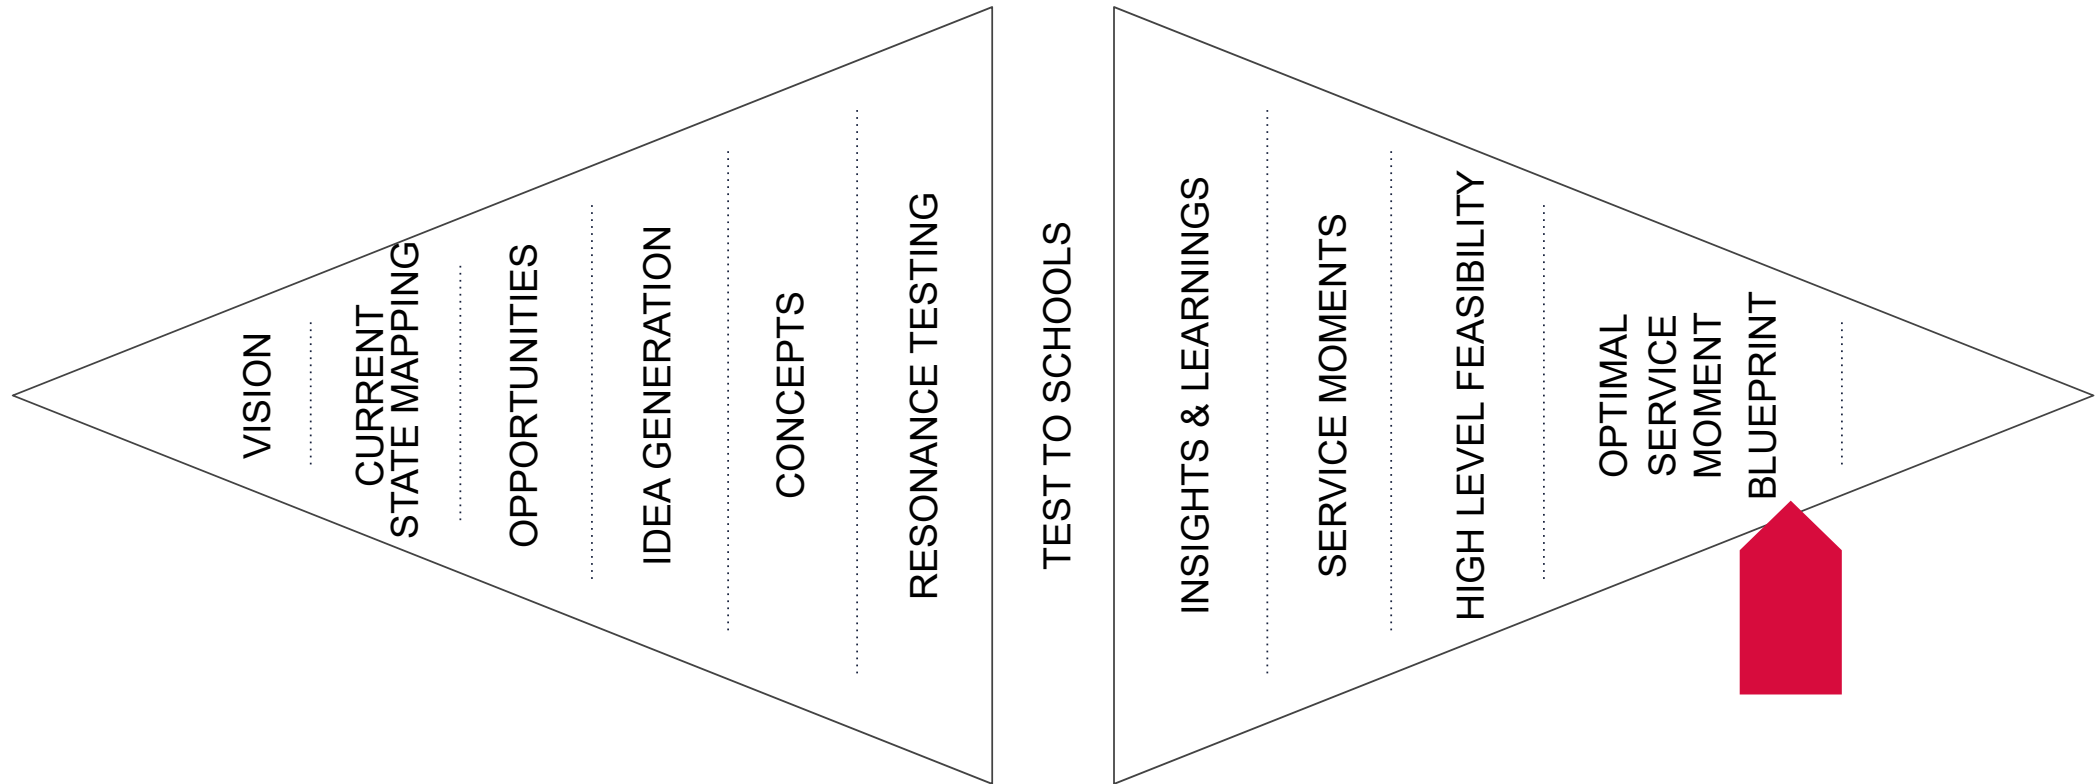 VISION
CURRENT
STATE MAPPING
OPPORTUNITIES
IDEA GENERATION
CONCEPTS
RESONANCE TESTING
TEST TO SCHOOLS
INSIGHTS & LEARNINGS
SERVICE MOMENTS
HIGH LEVEL FEASIBILITY
OPTIMAL
SERVICE
MOMENT
BLUEPRINT